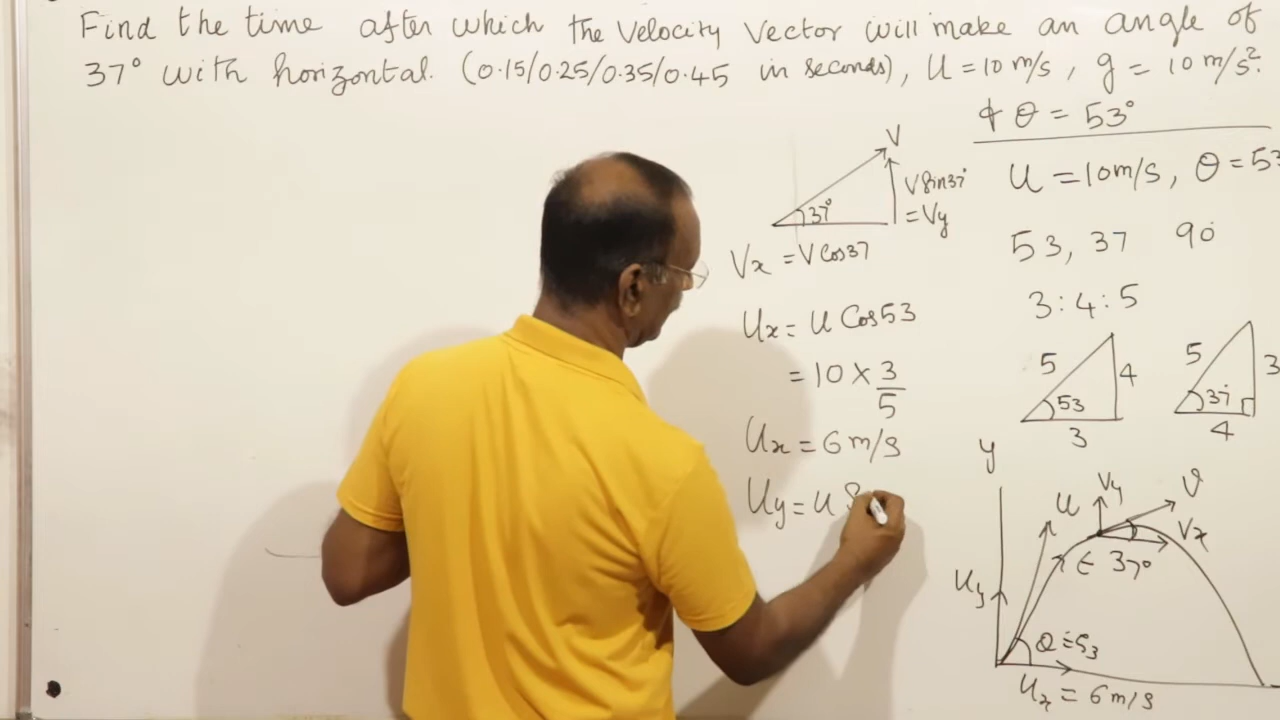 Find the time after which the velocity vector will make an angle of
37° with horizontal. (0.15/0.25/0.35/0.45 in seconds), U = 10 m/s, g = 10 m/s².
θ = 53°
V
V Sin37°
= Vy
37°
Vx = V Cos37
Ux = U Cos53
= 10 × 3/5
Ux = 6 m/s
Uy = U
U = 10m/s, θ = 53
53, 37 90°
3:4:5
5
4
53
3
5
3
37°
4
y
U
Vy
V
Vx
t 37°
Uy
θ = 53
Ux = 6 m/s